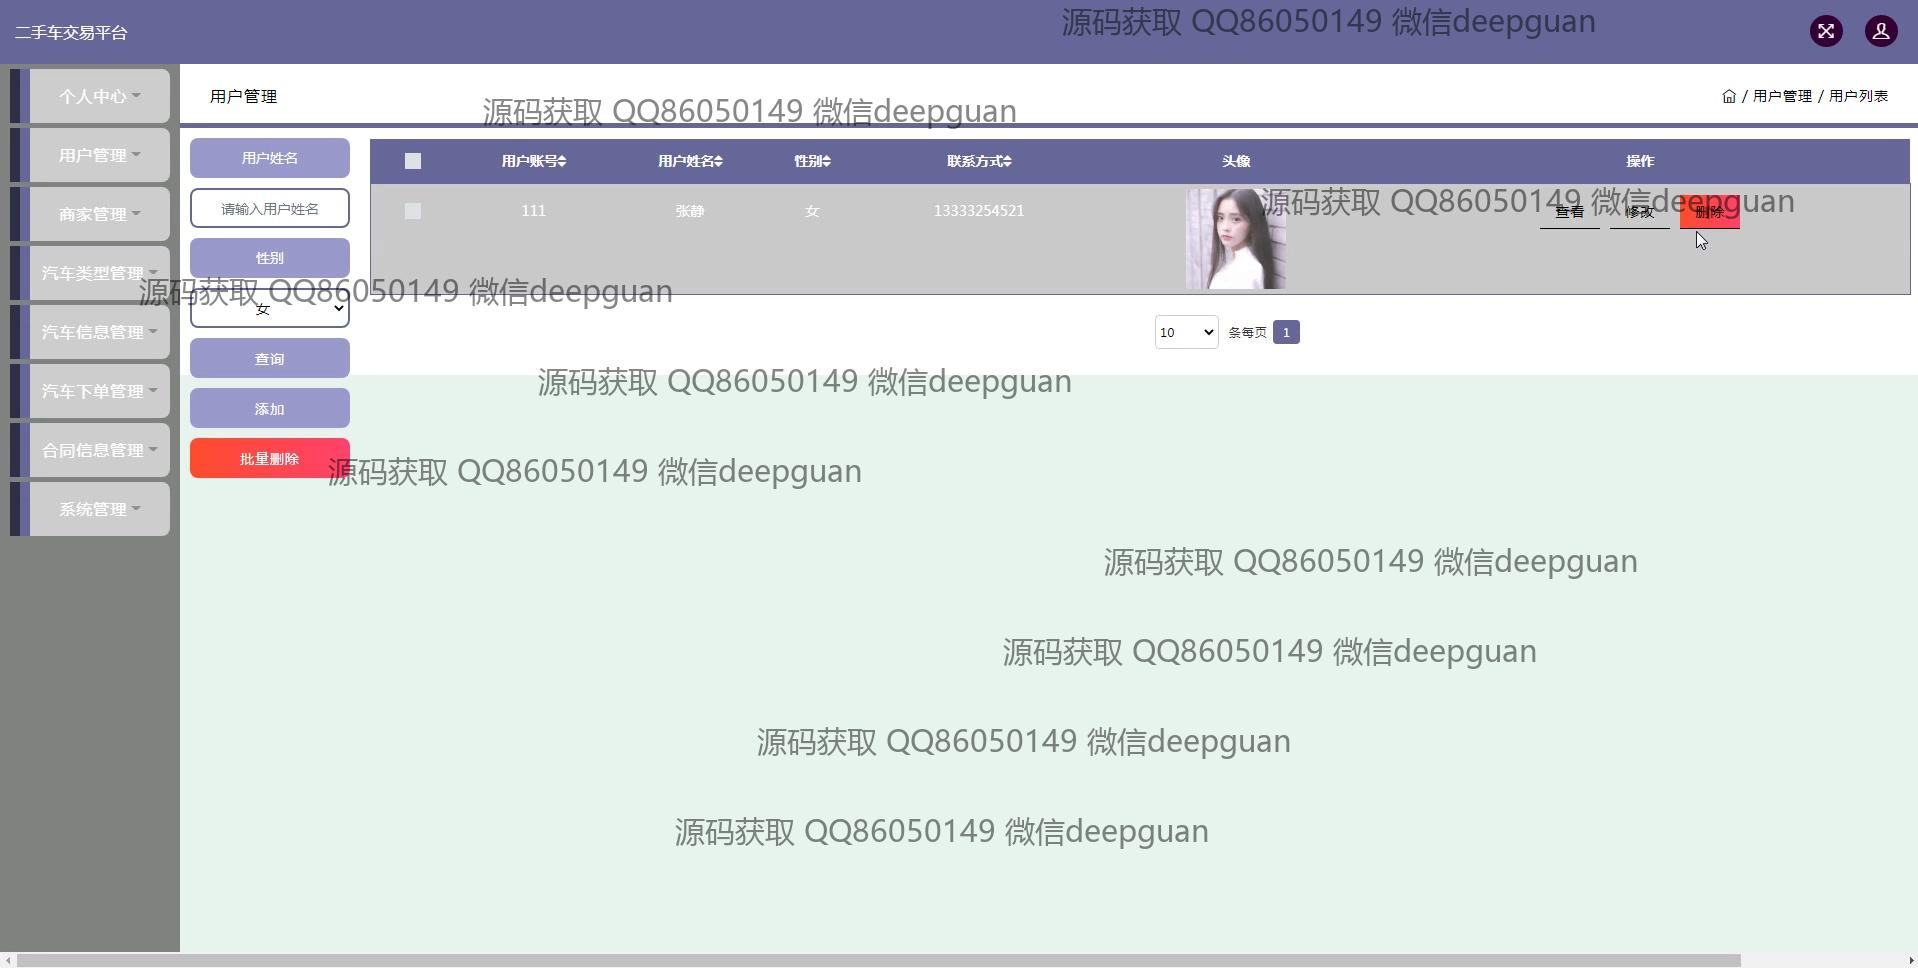 二手车交易平台
源码获取 QQ86050149 微信deepguan
个人中心
用户管理
商家管理
汽车类型管理
汽车信息管理
汽车下单管理
合同信息管理
系统管理
用户管理
源码获取 QQ86050149 微信deepguan
/ 用户管理 / 用户列表
用户姓名
请输入用户姓名
性别
女
查询
添加
批量删除
用户账号 用户姓名 性别 联系方式 头像 操作
111 张静 女 13333254521 查看 修改 删除
源码获取 QQ86050149 微信deepguan
源码获取 QQ86050149 微信deepguan
10 条每页 1
源码获取 QQ86050149 微信deepguan
源码获取 QQ86050149 微信deepguan
源码获取 QQ86050149 微信deepguan
源码获取 QQ86050149 微信deepguan
源码获取 QQ86050149 微信deepguan
源码获取 QQ86050149 微信deepguan